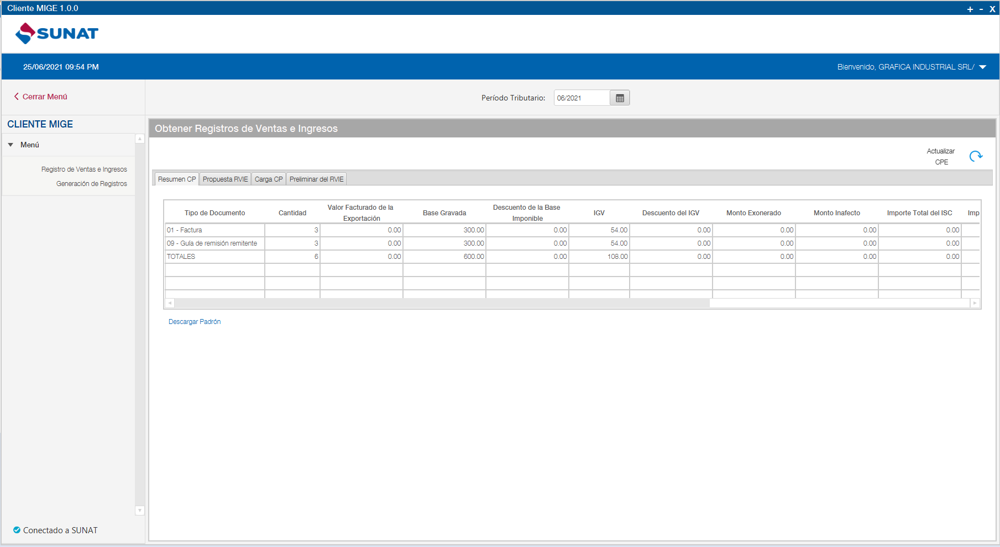 Cliente MIGE 1.0.0
+ - X
SUNAT
25/06/2021 09:54 PM
Bienvenido, GRAFICA INDUSTRIAL SRL/
Cerrar Menú
Período Tributario: 06/2021
CLIENTE MIGE
Menú
Registro de Ventas e Ingresos
Generación de Registros
Conectado a SUNAT
Obtener Registros de Ventas e Ingresos
Actualizar
CPE
Resumen CP Propuesta RVIE Carga CP Preliminar del RVIE
Tipo de Documento Cantidad Valor Facturado de la Exportación Base Gravada Descuento de la Base Imponible IGV Descuento del IGV Monto Exonerado Monto Inafecto Importe Total del ISC Imp
01 - Factura 3 0.00 300.00 0.00 54.00 0.00 0.00 0.00 0.00
09 - Guía de remisión remitente 3 0.00 300.00 0.00 54.00 0.00 0.00 0.00 0.00
TOTALES 6 0.00 600.00 0.00 108.00 0.00 0.00 0.00 0.00
Descargar Padrón